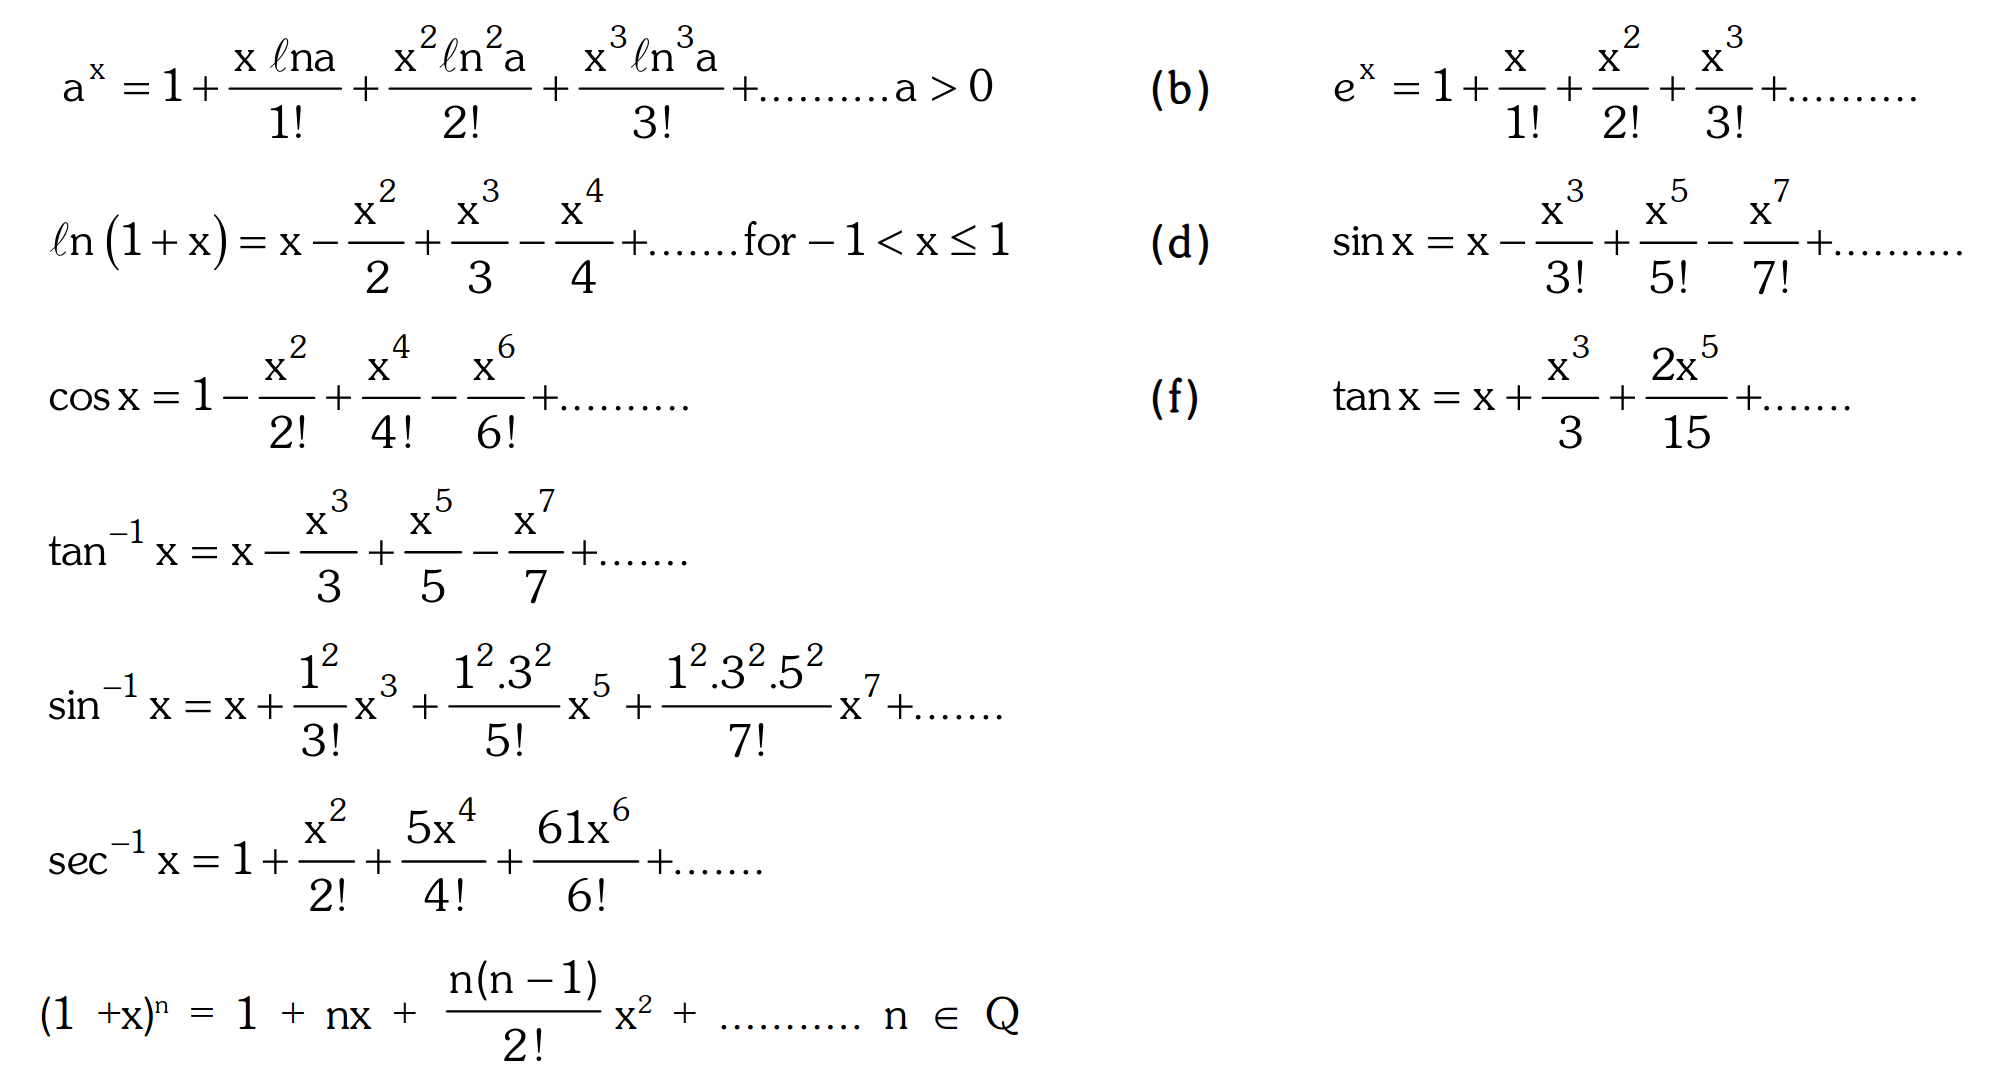 aˣ = 1 + x ℓna/1! + x²ℓn²a/2! + x³ℓn³a/3! +..........a > 0 (b) eˣ = 1 + x/1! + x²/2! + x³/3! +..........
ℓn(1 + x) = x − x²/2 + x³/3 − x⁴/4 +.......for − 1 < x ≤ 1 (d) sin x = x − x³/3! + x⁵/5! − x⁷/7! +..........
cos x = 1 − x²/2! + x⁴/4! − x⁶/6! +.......... (f) tan x = x + x³/3 + 2x⁵/15 +.......
tan⁻¹ x = x − x³/3 + x⁵/5 − x⁷/7 +.......
sin⁻¹ x = x + 1²/3! x³ + 1².3²/5! x⁵ + 1².3².5²/7! x⁷ +.......
sec⁻¹ x = 1 + x²/2! + 5x⁴/4! + 61x⁶/6! +.......
(1 +x)ⁿ = 1 + nx + n(n − 1)/2! x² + ........... n ∈ Q